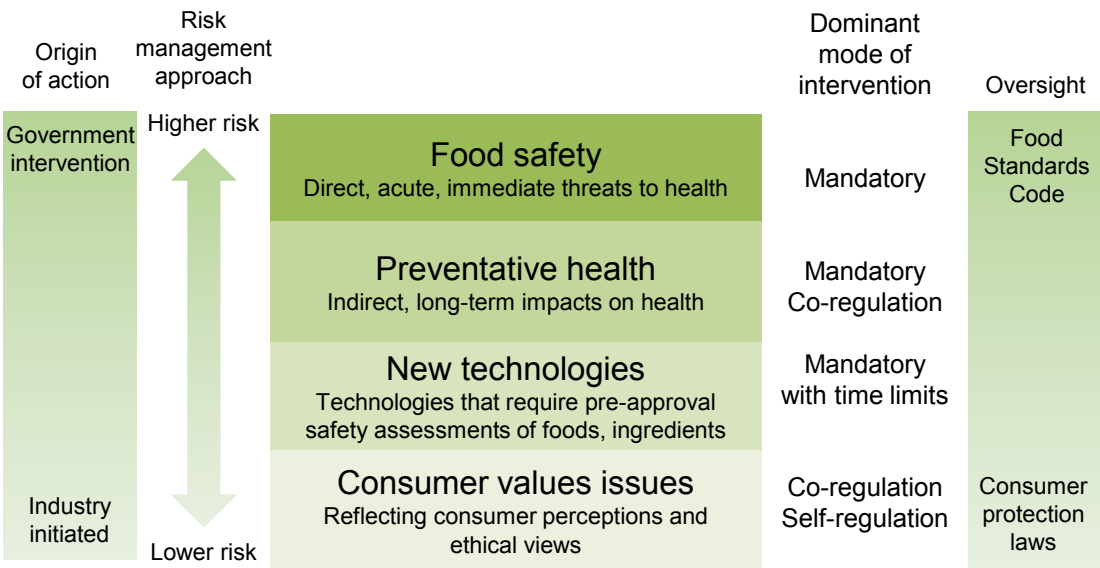 Origin
of action
Risk
management
approach
Dominant
mode of
intervention
Oversight
Government
intervention
Higher risk
Food safety
Direct, acute, immediate threats to health
Mandatory
Food
Standards
Code
Preventative health
Indirect, long-term impacts on health
Mandatory
Co-regulation
New technologies
Technologies that require pre-approval
safety assessments of foods, ingredients
Mandatory
with time limits
Industry
initiated
Lower risk
Consumer values issues
Reflecting consumer perceptions and
ethical views
Co-regulation
Self-regulation
Consumer
protection
laws